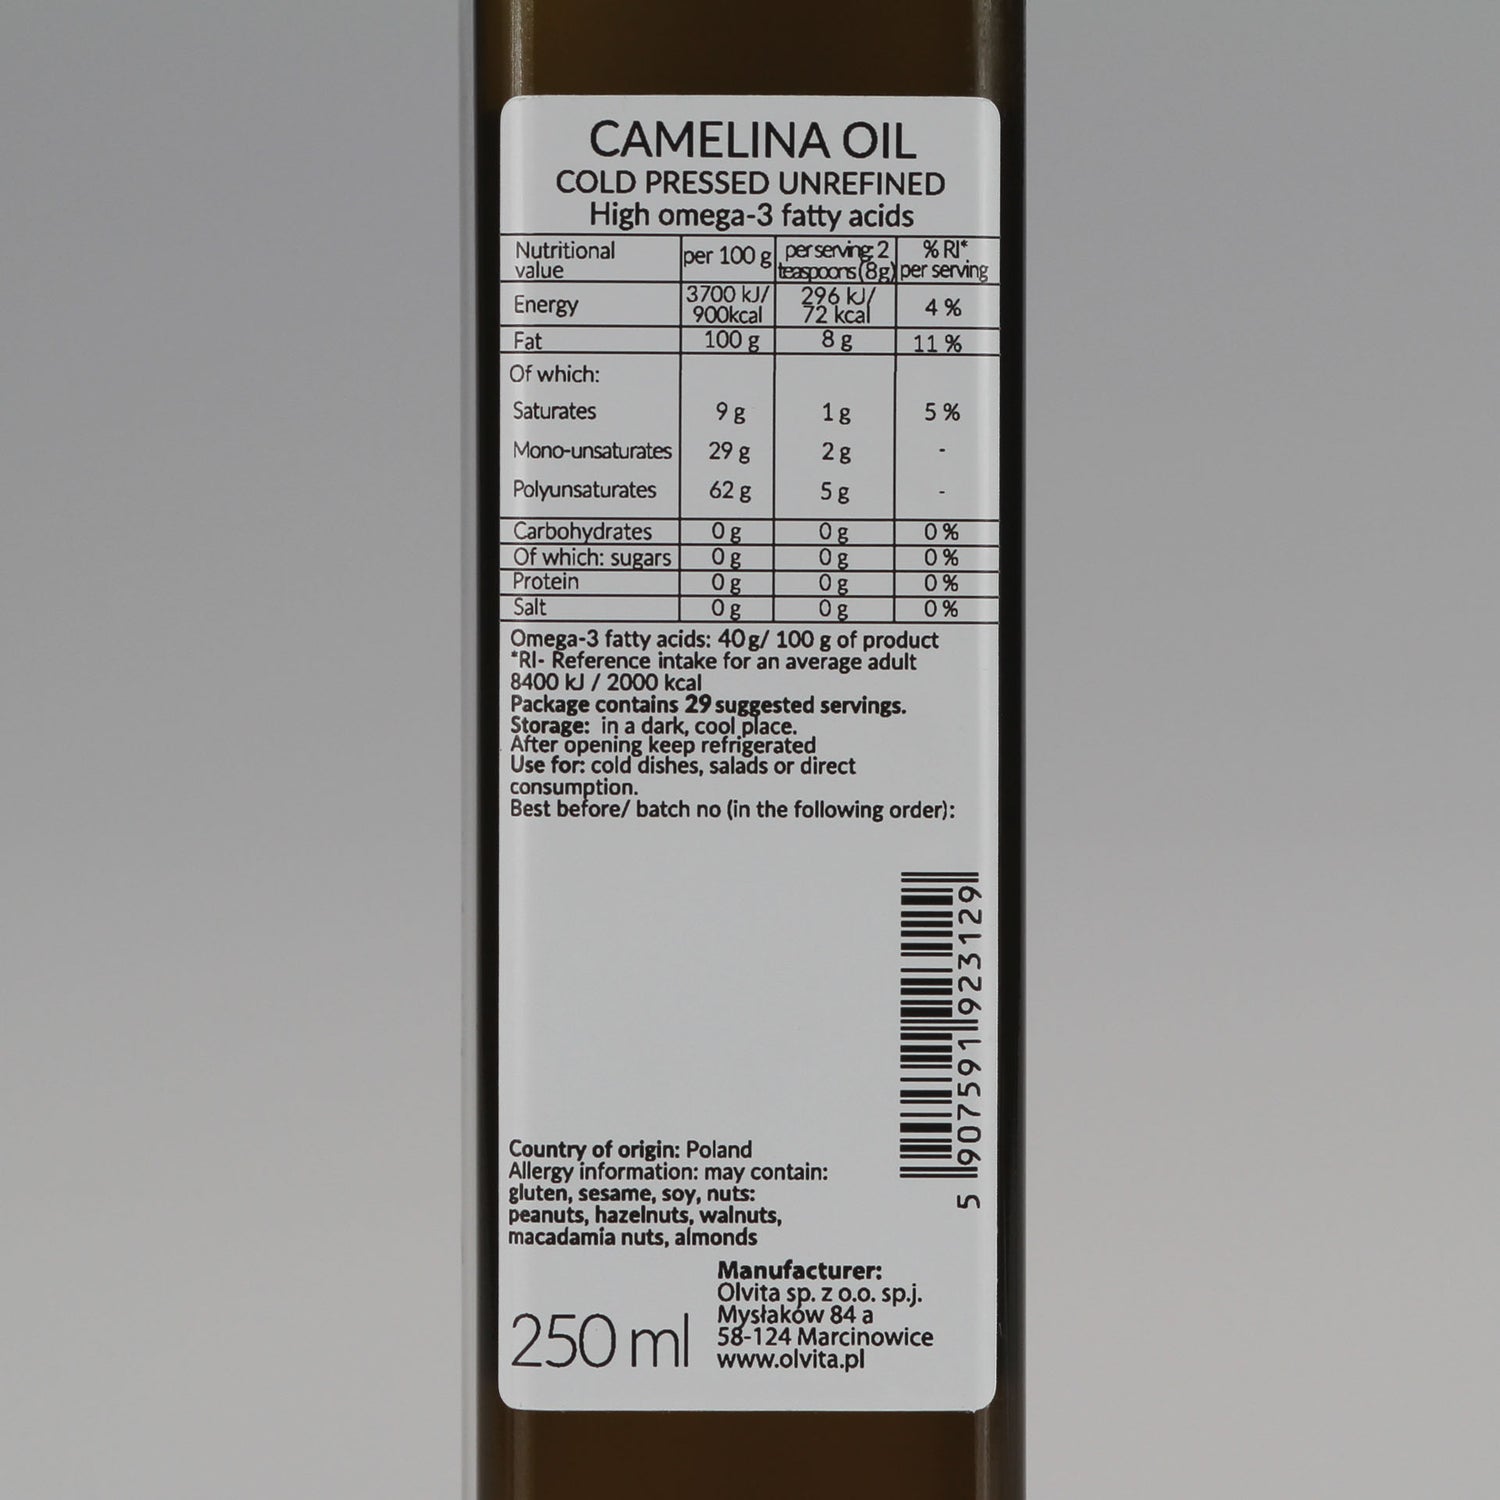 CAMELINA OIL
COLD PRESSED UNREFINED
High omega-3 fatty acids
Nutritional value per 100 g per serving 2 teaspoons (8g) % RI* per serving
Energy 3700 kJ/ 900kcal 296 kJ/ 72 kcal 4 %
Fat 100 g 8 g 11 %
Of which:
Saturates 9 g 1 g 5 %
Mono-unsaturates 29 g 2 g -
Polyunsaturates 62 g 5 g -
Carbohydrates 0 g 0 g 0 %
Of which: sugars 0 g 0 g 0 %
Protein 0 g 0 g 0 %
Salt 0 g 0 g 0 %
Omega-3 fatty acids: 40 g/ 100 g of product
*RI- Reference intake for an average adult
8400 kJ / 2000 kcal
Package contains 29 suggested servings.
Storage: in a dark, cool place.
After opening keep refrigerated
Use for: cold dishes, salads or direct
consumption.
Best before/ batch no (in the following order):
5 907591 923129
Country of origin: Poland
Allergy information: may contain:
gluten, sesame, soy, nuts:
peanuts, hazelnuts, walnuts,
macadamia nuts, almonds
250 ml
Manufacturer:
Olvita sp. z o.o. sp.j.
Mysłaków 84 a
58-124 Marcinowice
www.olvita.pl